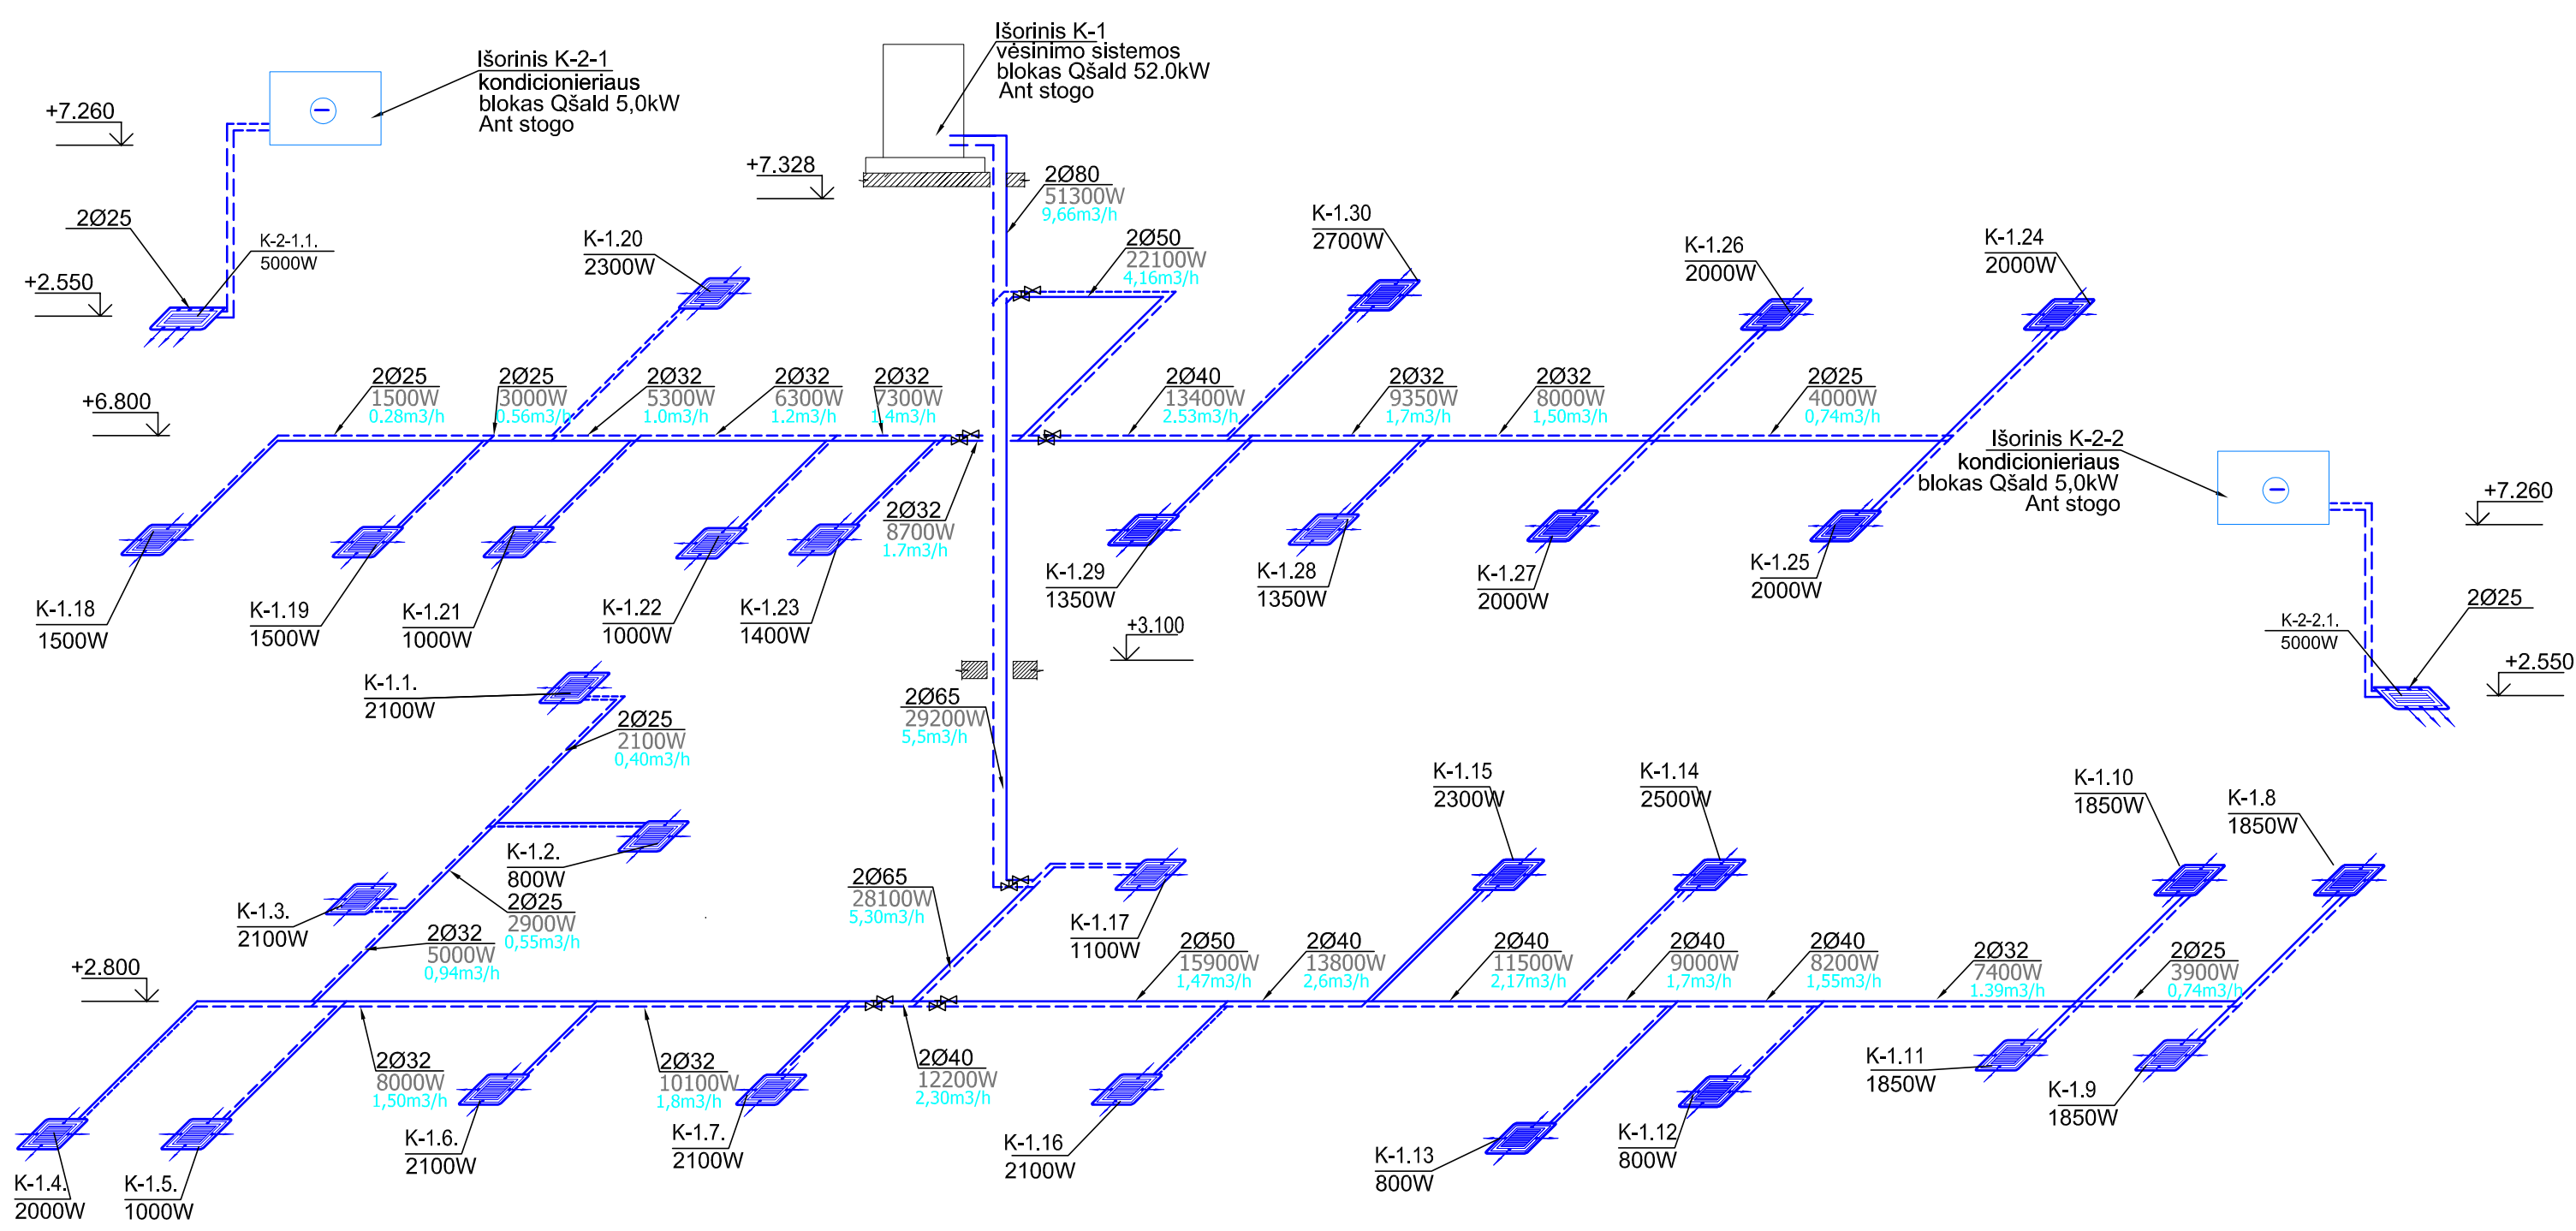 Išorinis K-2-1
kondicionieriaus
blokas Qšald 5,0kW
Ant stogo
+7.260
2Ø25
K-2-1.1.
5000W
+2.550
Išorinis K-1
vėsinimo sistemos
blokas Qšald 52.0kW
Ant stogo
+7.328
2Ø80
51300W
9,66m3/h
2Ø50
22100W
4,16m3/h
K-1.20
2300W
K-1.30
2700W
K-1.26
2000W
K-1.24
2000W
+6.800
2Ø25
1500W
0.28m3/h
2Ø25
3000W
0.56m3/h
2Ø32
5300W
1.0m3/h
2Ø32
6300W
1.2m3/h
2Ø32
7300W
1,4m3/h
2Ø40
13400W
2.53m3/h
2Ø32
9350W
1,7m3/h
2Ø32
8000W
1,50m3/h
2Ø25
4000W
0,74m3/h
2Ø32
8700W
1.7m3/h
Išorinis K-2-2
kondicionieriaus
blokas Qšald 5,0kW
Ant stogo
+7.260
2Ø25
K-2-2.1.
5000W
+2.550
K-1.18
1500W
K-1.19
1500W
K-1.21
1000W
K-1.22
1000W
K-1.23
1400W
K-1.29
1350W
K-1.28
1350W
K-1.27
2000W
K-1.25
2000W
+3.100
K-1.1.
2100W
2Ø25
2100W
0,40m3/h
2Ø65
29200W
5,5m3/h
K-1.2.
800W
K-1.3.
2100W
2Ø25
2900W
0,55m3/h
2Ø32
5000W
0,94m3/h
2Ø65
28100W
5,30m3/h
K-1.17
1100W
K-1.15
2300W
K-1.14
2500W
K-1.10
1850W
K-1.8
1850W
+2.800
2Ø50
15900W
1,47m3/h
2Ø40
13800W
2,6m3/h
2Ø40
11500W
2,17m3/h
2Ø40
9000W
1,7m3/h
2Ø40
8200W
1,55m3/h
2Ø32
7400W
1.39m3/h
2Ø25
3900W
0,74m3/h
2Ø32
8000W
1,50m3/h
2Ø32
10100W
1,8m3/h
2Ø40
12200W
2,30m3/h
K-1.4.
2000W
K-1.5.
1000W
K-1.6.
2100W
K-1.7.
2100W
K-1.16
2100W
K-1.13
800W
K-1.12
800W
K-1.11
1850W
K-1.9
1850W